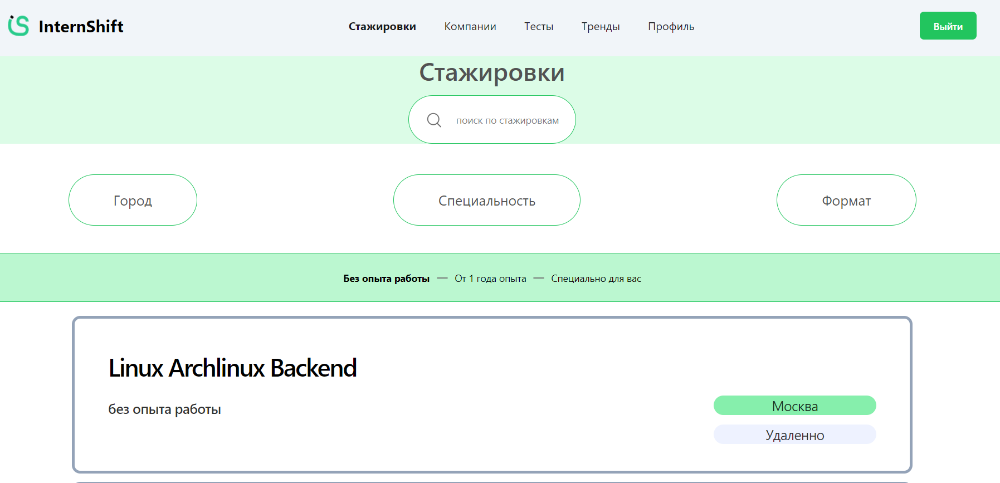 InternShift
Стажировки Компании Тесты Тренды Профиль
Выйти
Стажировки
поиск по стажировкам
Город
Специальность
Формат
Без опыта работы — От 1 года опыта — Специально для вас
Linux Archlinux Backend
без опыта работы
Москва
Удаленно